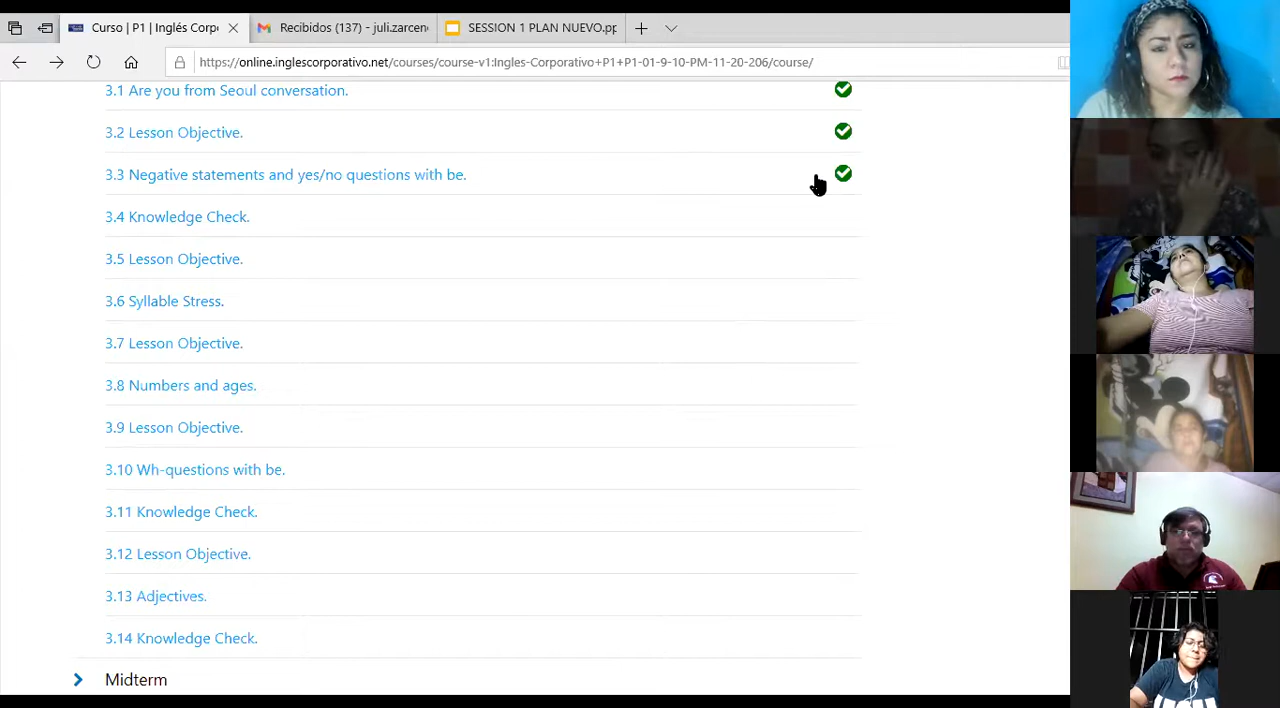 Curso | P1 | Inglés Corp
Recibidos (137) - juli.zarcen
SESSION 1 PLAN NUEVO.pp
https://online.inglescorporativo.net/courses/course-v1:Ingles-Corporativo+P1+P1-01-9-10-PM-11-20-206/course/
3.1 Are you from Seoul conversation.
3.2 Lesson Objective.
3.3 Negative statements and yes/no questions with be.
3.4 Knowledge Check.
3.5 Lesson Objective.
3.6 Syllable Stress.
3.7 Lesson Objective.
3.8 Numbers and ages.
3.9 Lesson Objective.
3.10 Wh-questions with be.
3.11 Knowledge Check.
3.12 Lesson Objective.
3.13 Adjectives.
3.14 Knowledge Check.
Midterm